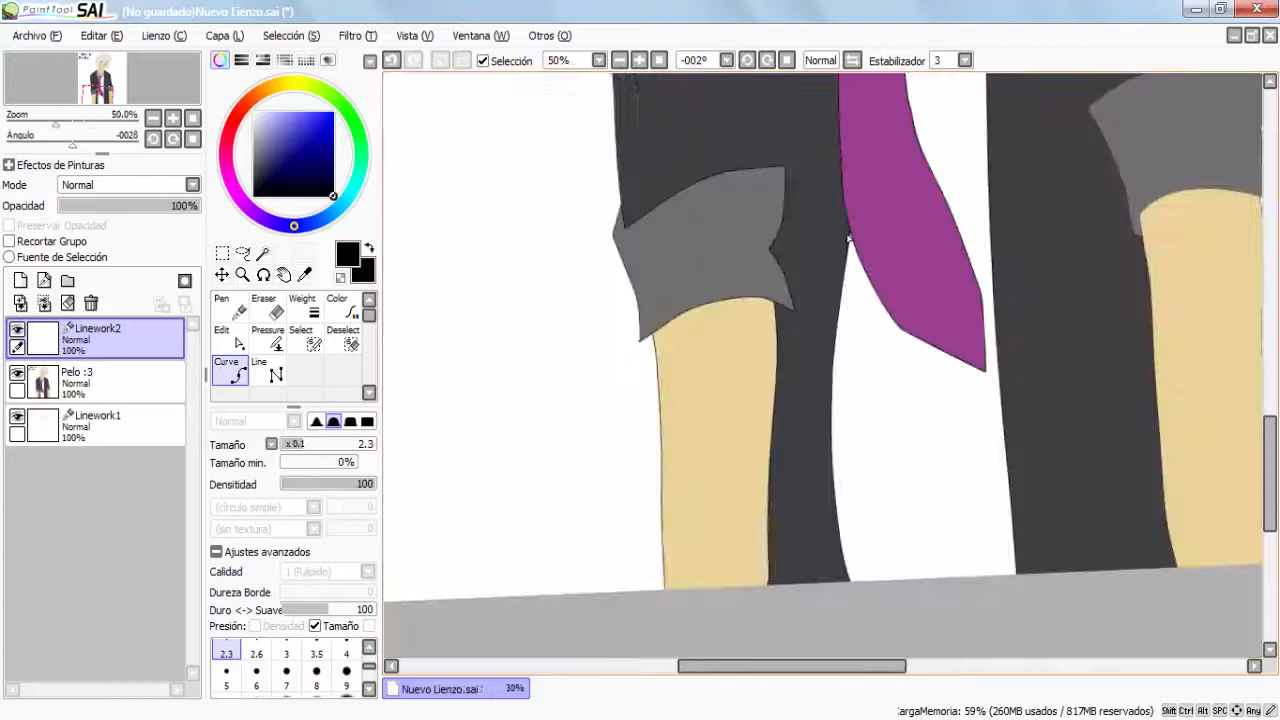 PaintTool SAI (No guardado)Nuevo Lienzo.sai (*)
Archivo (F) Editar (E) Lienzo (C) Capa (L) Selección (S) Filtro (T) Vista (V) Ventana (W) Otros (O)
Selección 50% -002º Normal Estabilizador 3
Zoom 50.0%
Ángulo -0028
Efectos de Pinturas
Modo Normal
Opacidad 100%
Preservar Opacidad
Recortar Grupo
Fuente de Selección
Linework2
Normal
100%
Pelo :3
Normal
100%
Linework1
Normal
100%
Pen Eraser Weight Color
Edit Pressure Select Deselect
Curve Line
Normal
Tamaño x 0.1 2.3
Tamaño min. 0%
Densitidad 100
(círculo simple) 0
(sin textura) 0
Ajustes avanzados
Calidad 1 (Rápido)
Dureza Borde 0
Duro <-> Suave 100
Presión: Densidad Tamaño
2.3 2.6 3 3.5 4
5 6 7 8 9
Nuevo Lienzo.sai 30%
CargaMemoria: 59% (260MB usados / 817MB reservados) Shift Ctrl Alt SPC Any